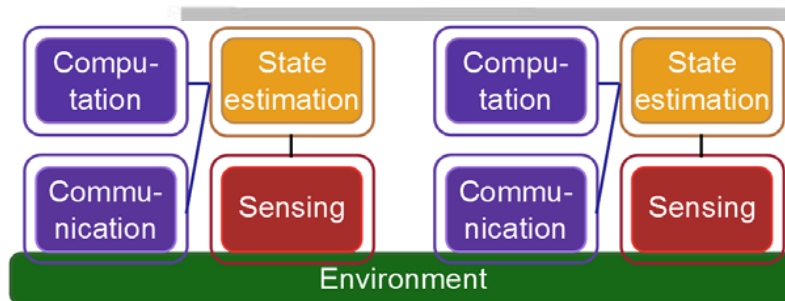 Compu-
tation
State
estimation
Compu-
tation
State
estimation
Commu-
nication
Sensing
Commu-
nication
Sensing
Environment